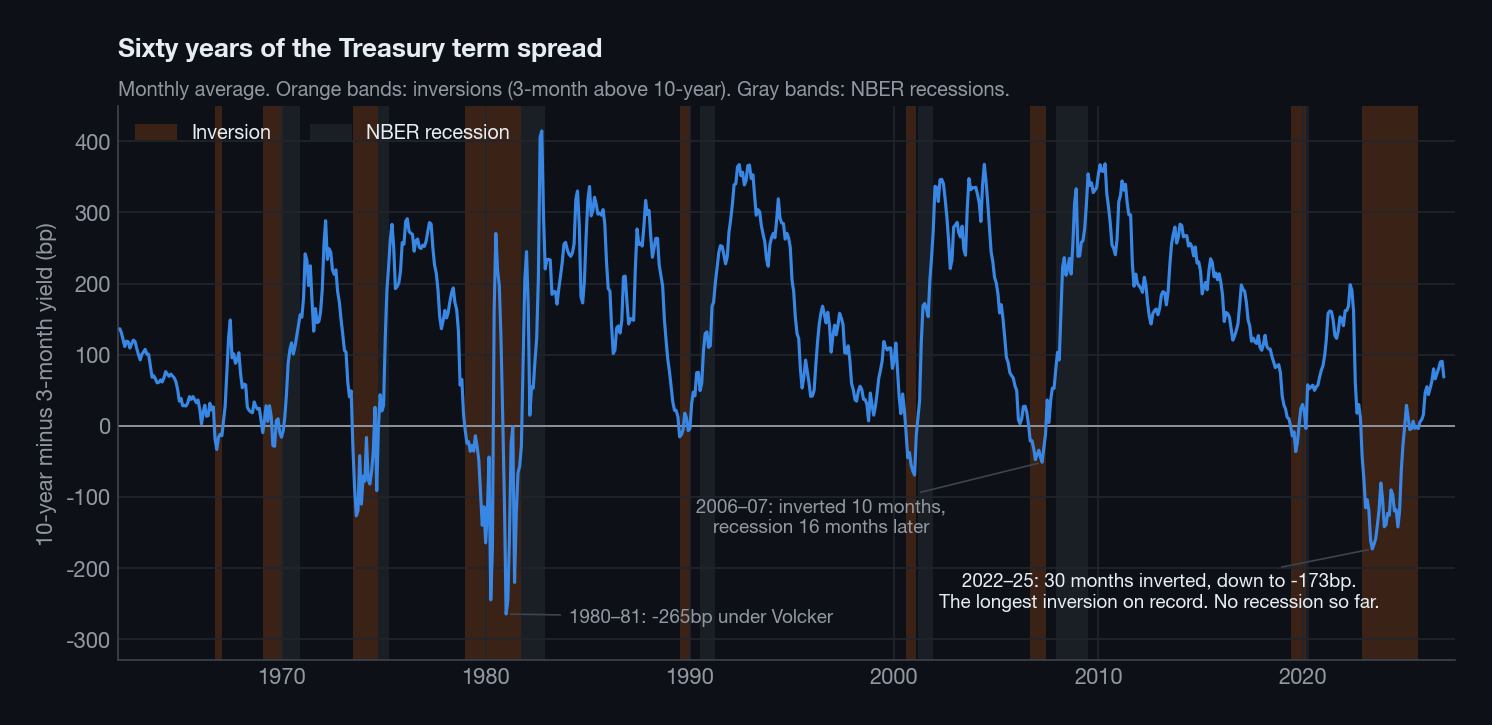 Sixty years of the Treasury term spread
Monthly average. Orange bands: inversions (3-month above 10-year). Gray bands: NBER recessions.
Inversion
NBER recession
10-year minus 3-month yield (bp)
400
300
200
100
0
-100
-200
-300
2006–07: inverted 10 months,
recession 16 months later
2022–25: 30 months inverted, down to -173bp.
The longest inversion on record. No recession so far.
1980–81: -265bp under Volcker
1970
1980
1990
2000
2010
2020